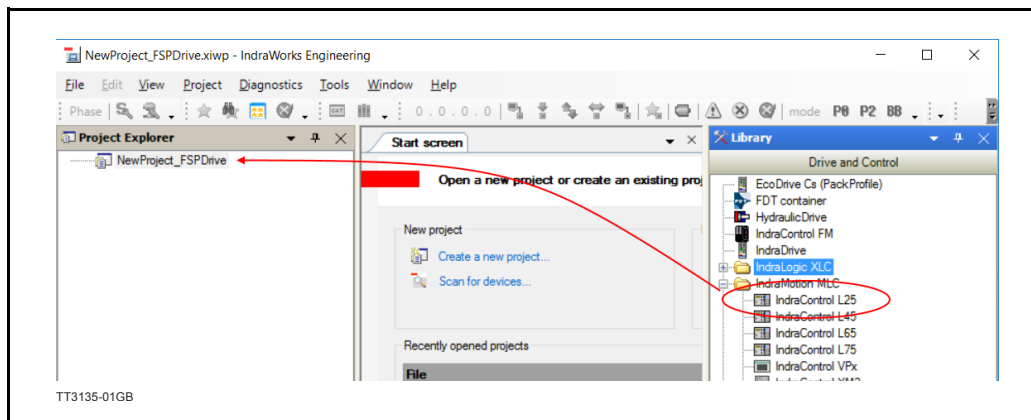 NewProject_FSPDrive.xiwp - IndraWorks Engineering
File Edit View Project Diagnostics Tools Window Help
Phase 0 . 0 . 0 . 0 mode P0 P2 BB
Project Explorer
NewProject_FSPDrive
Start screen
Open a new project or create an existing proj
New project
Create a new project...
Scan for devices...
Recently opened projects
File
Library
Drive and Control
EcoDrive Cs (PackProfile)
FDT container
HydraulicDrive
IndraControl FM
IndraDrive
IndraLogic XLC
IndraMotion MLC
IndraControl L25
IndraControl L45
IndraControl L65
IndraControl L75
IndraControl VPx
TT3135-01GB